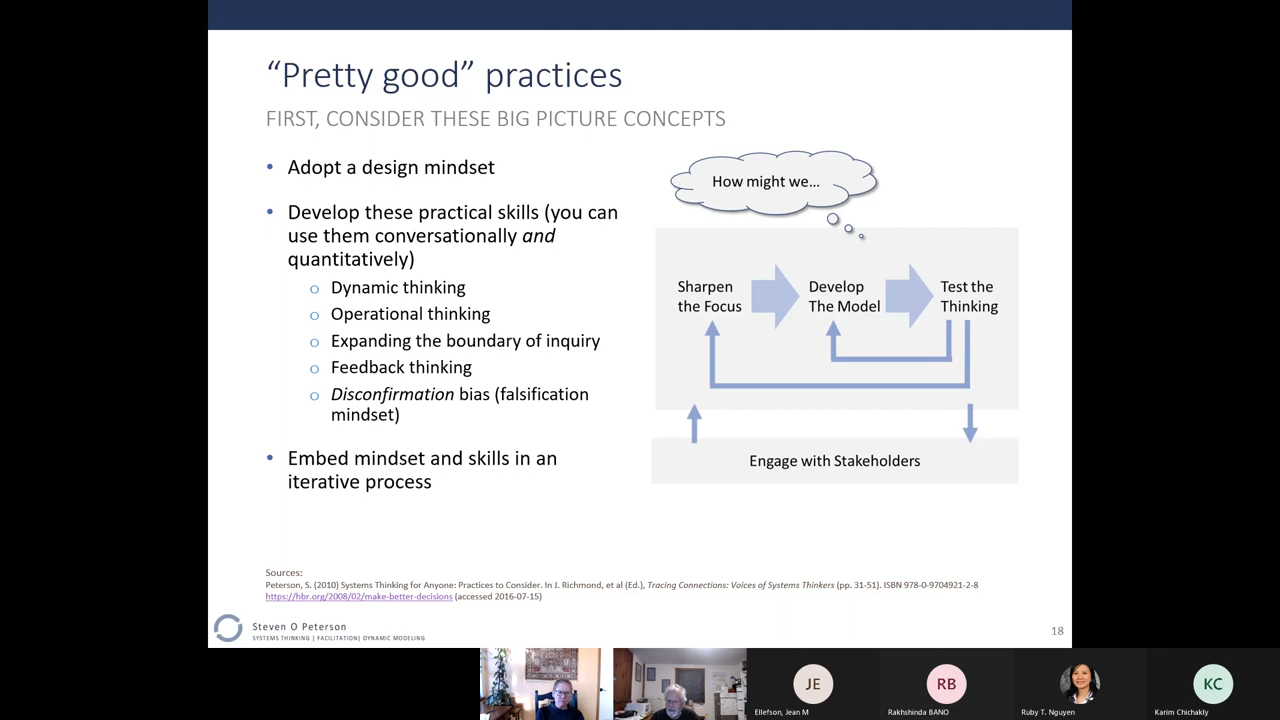 “Pretty good” practices
FIRST, CONSIDER THESE BIG PICTURE CONCEPTS
• Adopt a design mindset
• Develop these practical skills (you can
use them conversationally and
quantitatively)
o Dynamic thinking
o Operational thinking
o Expanding the boundary of inquiry
o Feedback thinking
o Disconfirmation bias (falsification
mindset)
• Embed mindset and skills in an
iterative process
How might we...
Sharpen
the Focus
Develop
The Model
Test the
Thinking
Engage with Stakeholders
Sources:
Peterson, S. (2010) Systems Thinking for Anyone: Practices to Consider. In J. Richmond, et al (Ed.), Tracing Connections: Voices of Systems Thinkers (pp. 31-51). ISBN 978-0-9704921-2-8
https://hbr.org/2008/02/make-better-decisions (accessed 2016-07-15)
Steven O Peterson
SYSTEMS THINKING | FACILITATION| DYNAMIC MODELING
18
JE
Ellefson, Jean M
RB
Rakhshinda BANO
Ruby T. Nguyen
KC
Karim Chichakly